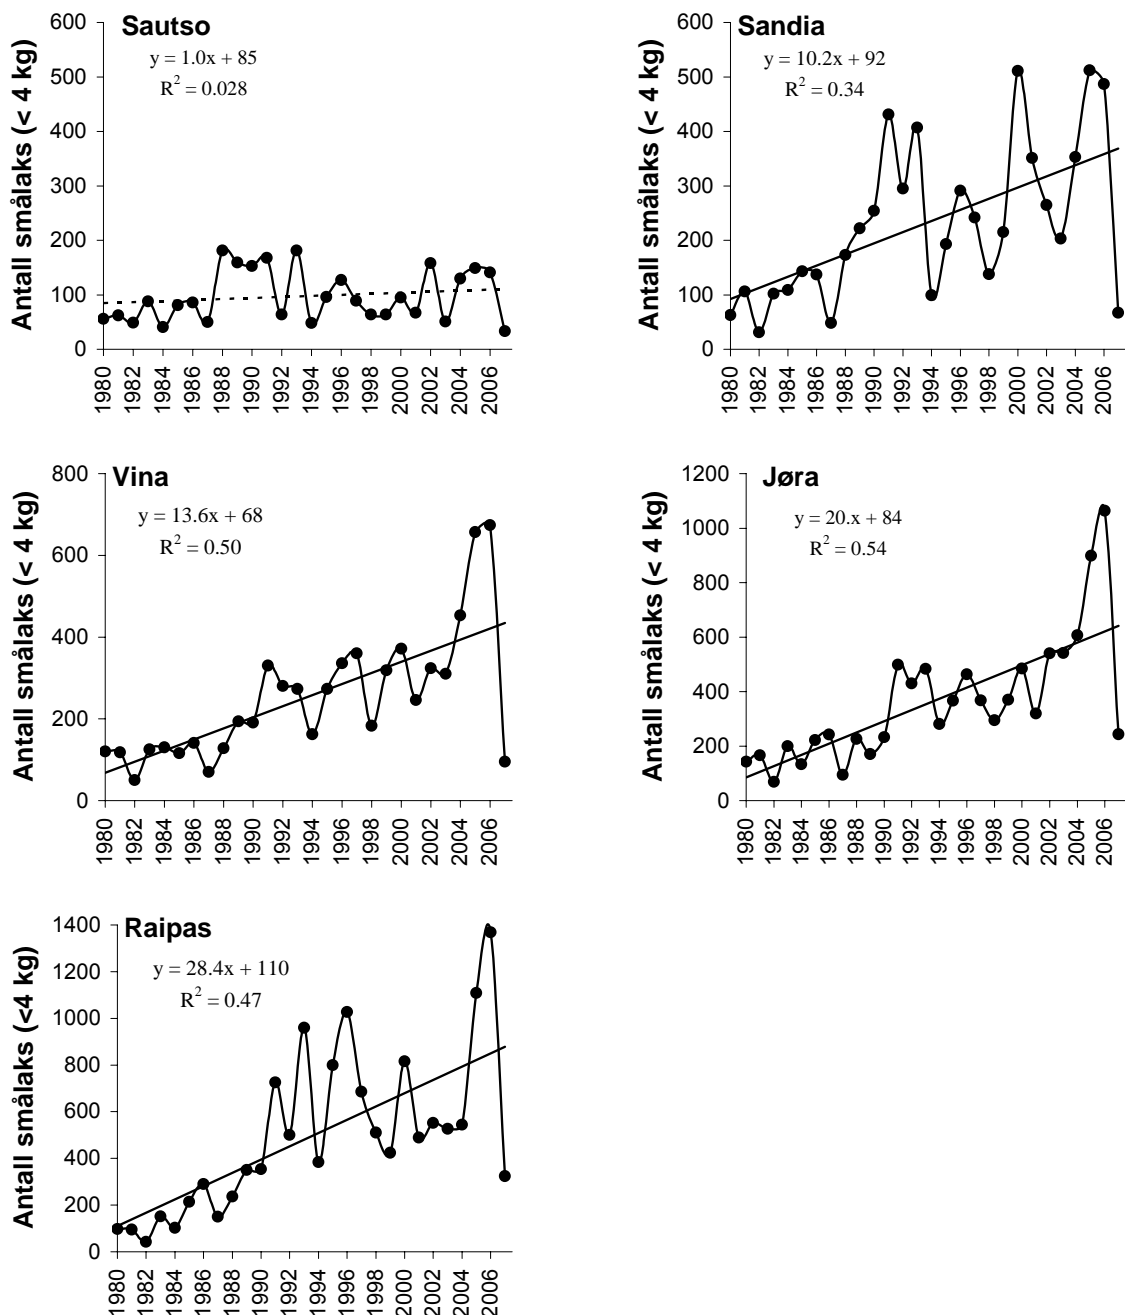 Sautso
y = 1.0x + 85
R² = 0.028
Antall smålaks (< 4 kg)
600
500
400
300
200
100
0
1980 1982 1984 1986 1988 1990 1992 1994 1996 1998 2000 2002 2004 2006
Sandia
y = 10.2x + 92
R² = 0.34
Antall smålaks (< 4 kg)
600
500
400
300
200
100
0
1980 1982 1984 1986 1988 1990 1992 1994 1996 1998 2000 2002 2004 2006
Vina
y = 13.6x + 68
R² = 0.50
Antall smålaks (< 4 kg)
800
600
400
200
0
1980 1982 1984 1986 1988 1990 1992 1994 1996 1998 2000 2002 2004 2006
Jøra
y = 20.x + 84
R² = 0.54
Antall smålaks (< 4 kg)
1200
1000
800
600
400
200
0
1980 1982 1984 1986 1988 1990 1992 1994 1996 1998 2000 2002 2004 2006
Raipas
y = 28.4x + 110
R² = 0.47
Antall smålaks (<4 kg)
1400
1200
1000
800
600
400
200
0
1980 1982 1984 1986 1988 1990 1992 1994 1996 1998 2000 2002 2004 2006